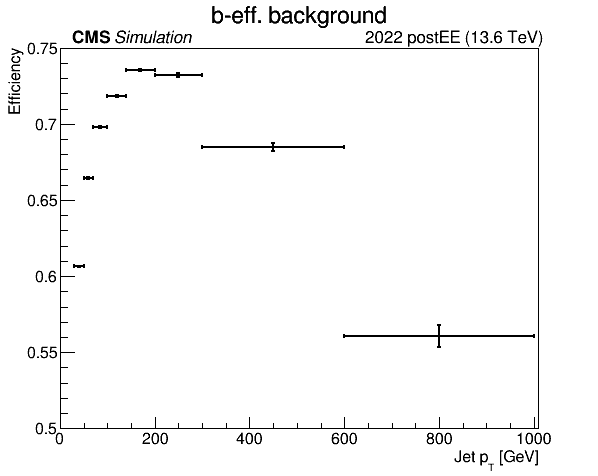 b-eff. background
CMS Simulation 2022 postEE (13.6 TeV)
Efficiency
0.75
0.7
0.65
0.6
0.55
0.5
0 200 400 600 800 1000
Jet p_T [GeV]